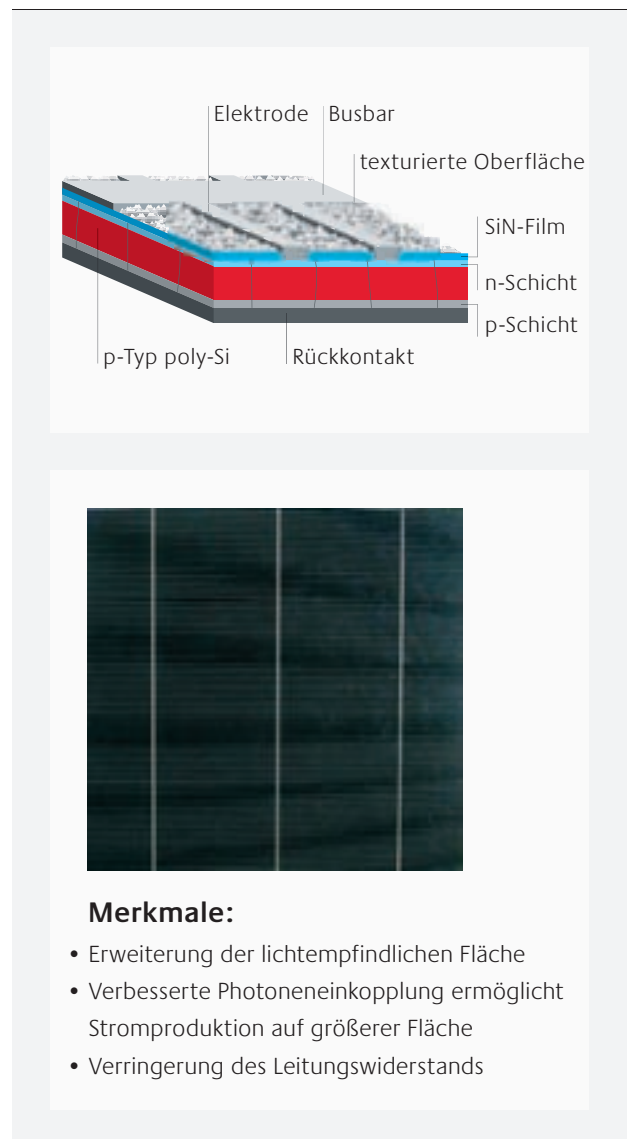 Elektrode Busbar
texturierte Oberfläche
SiN-Film
n-Schicht
p-Schicht
p-Typ poly-Si Rückkontakt
Merkmale:
• Erweiterung der lichtempfindlichen Fläche
• Verbesserte Photoneneinkopplung ermöglicht
Stromproduktion auf größerer Fläche
• Verringerung des Leitungswiderstands